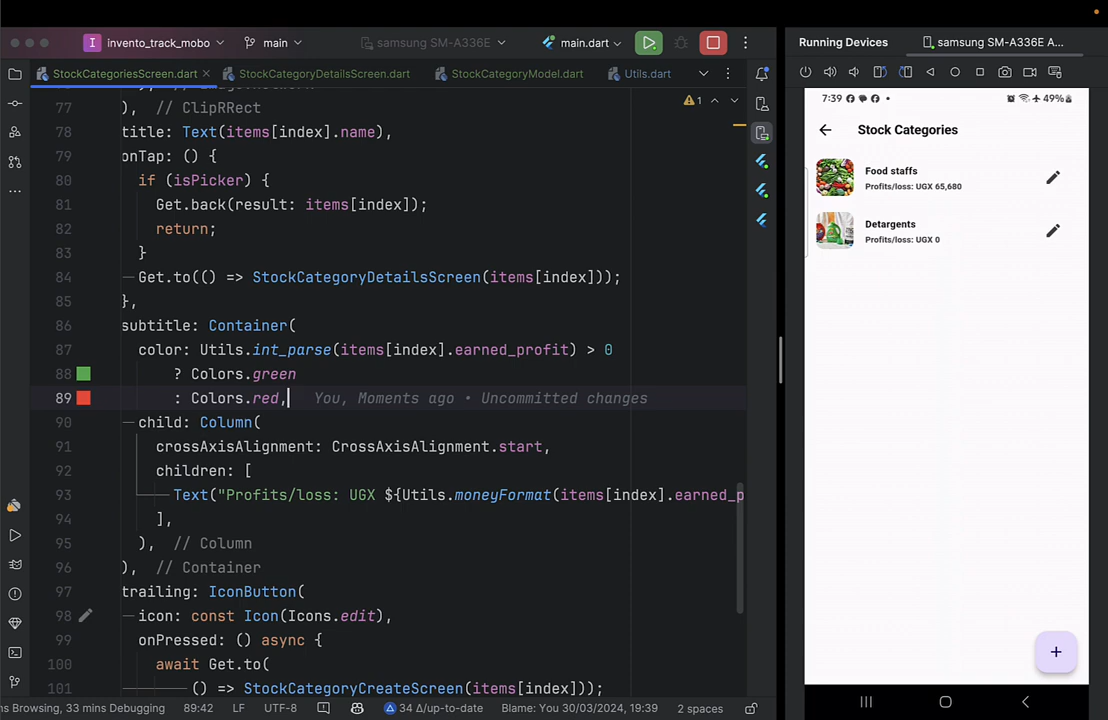 invento_track_mobo
main
samsung SM-A336E
main.dart
Running Devices
samsung SM-A336E A...
StockCategoriesScreen.dart
StockCategoryDetailsScreen.dart
StockCategoryModel.dart
Utils.dart
1
77 ), // ClipRRect
78 title: Text(items[index].name),
79 onTap: () {
80 if (isPicker) {
81 Get.back(result: items[index]);
82 return;
83 }
84 Get.to(() => StockCategoryDetailsScreen(items[index]));
85 },
86 subtitle: Container(
87 color: Utils.int_parse(items[index].earned_profit) > 0
88 ? Colors.green
89 : Colors.red, You, Moments ago • Uncommitted changes
90 child: Column(
91 crossAxisAlignment: CrossAxisAlignment.start,
92 children: [
93 Text("Profits/loss: UGX ${Utils.moneyFormat(items[index].earned_p
94 ],
95 ), // Column
96 ), // Container
97 trailing: IconButton(
98 icon: const Icon(Icons.edit),
99 onPressed: () async {
100 await Get.to(
101 () => StockCategoryCreateScreen(items[index]));
ns Browsing, 33 mins Debugging
89:42
LF
UTF-8
34 Δ/up-to-date
Blame: You 30/03/2024, 19:39
2 spaces
7:39
49%
Stock Categories
Food staffs
Profits/loss: UGX 65,680
Detargents
Profits/loss: UGX 0
+